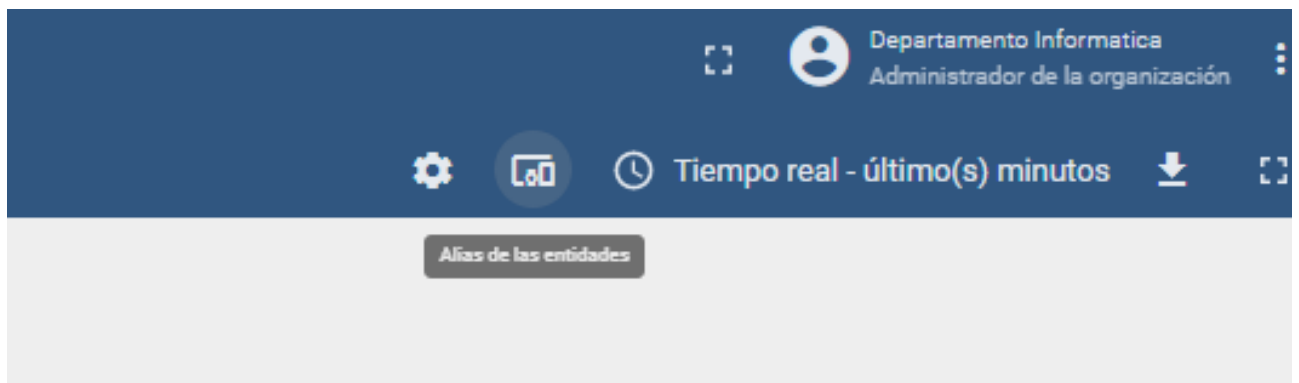 Departamento Informatica
Administrador de la organización
Tiempo real - último(s) minutos
Alias de las entidades